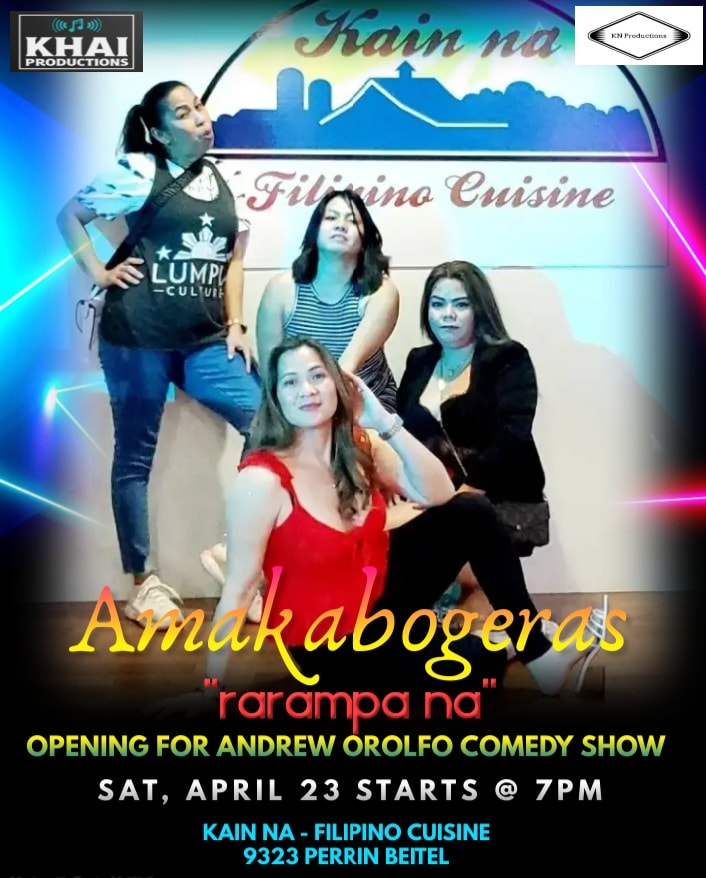 KHAI
PRODUCTIONS
KN Productions
Kain na
Filipino Cuisine
LUMPI
CULTURE
Amakabogeras
"rarampa na"
OPENING FOR ANDREW OROLFO COMEDY SHOW
SAT, APRIL 23 STARTS @ 7PM
KAIN NA - FILIPINO CUISINE
9323 PERRIN BEITEL